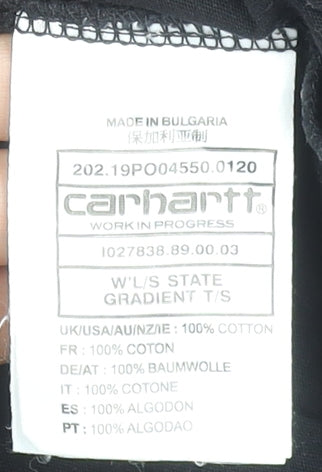 MADE IN BULGARIA
保加利亚制
202.19PO04550.0120
carhartt®
WORK IN PROGRESS
I027838.89.00.03
W'L/S STATE
GRADIENT T/S
UK/USA/AU/NZ/IE : 100% COTTON
FR : 100% COTON
DE/AT : 100% BAUMWOLLE
IT : 100% COTONE
ES : 100% ALGODON
PT : 100% ALGODAO